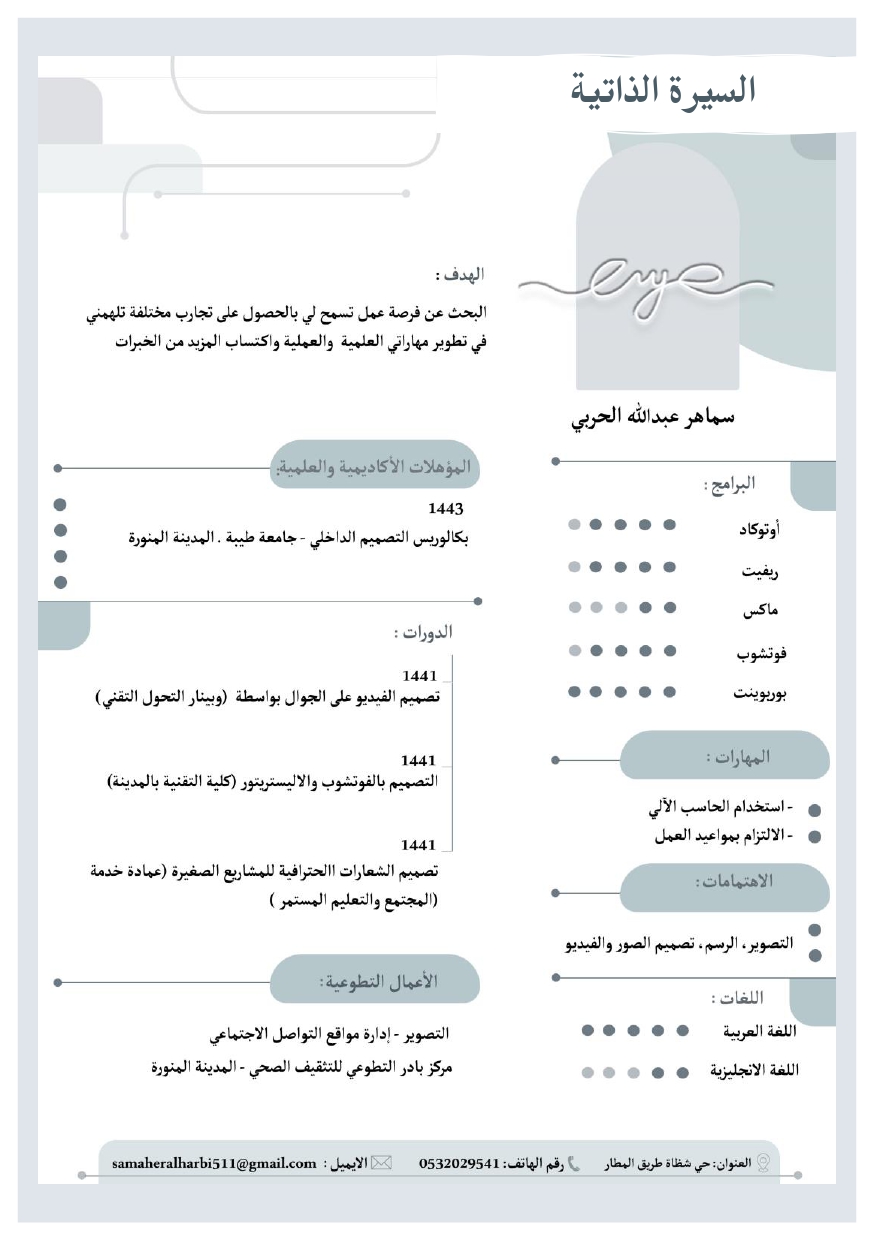 السيرة الذاتية
سماهر عبدالله الحربي
البرامج :
أوتوكاد
ريفيت
ماكس
فوتشوب
بوربوينت
المهارات :
- استخدام الحاسب الآلي
- الالتزام بمواعيد العمل
الاهتمامات :
التصوير، الرسم، تصميم الصور والفيديو
اللغات :
اللغة العربية
اللغة الانجليزية
الهدف :
البحث عن فرصة عمل تسمح لي بالحصول على تجارب مختلفة تلهمني
في تطوير مهاراتي العلمية والعملية واكتساب المزيد من الخبرات
المؤهلات الأكاديمية والعلمية:
1443
بكالوريس التصميم الداخلي - جامعة طيبة . المدينة المنورة
الدورات :
1441
تصميم الفيديو على الجوال بواسطة (وبينار التحول التقني)
1441
التصميم بالفوتشوب والاليستريتور (كلية التقنية بالمدينة)
1441
تصميم الشعارات االحترافية للمشاريع الصغيرة (عمادة خدمة
المجتمع والتعليم المستمر )
الأعمال التطوعية:
التصوير - إدارة مواقع التواصل الاجتماعي
مركز بادر التطوعي للتثقيف الصحي - المدينة المنورة
العنوان: حي شظاة طريق المطار رقم الهاتف: 0532029541 الايميل : samaheralharbi511@gmail.com